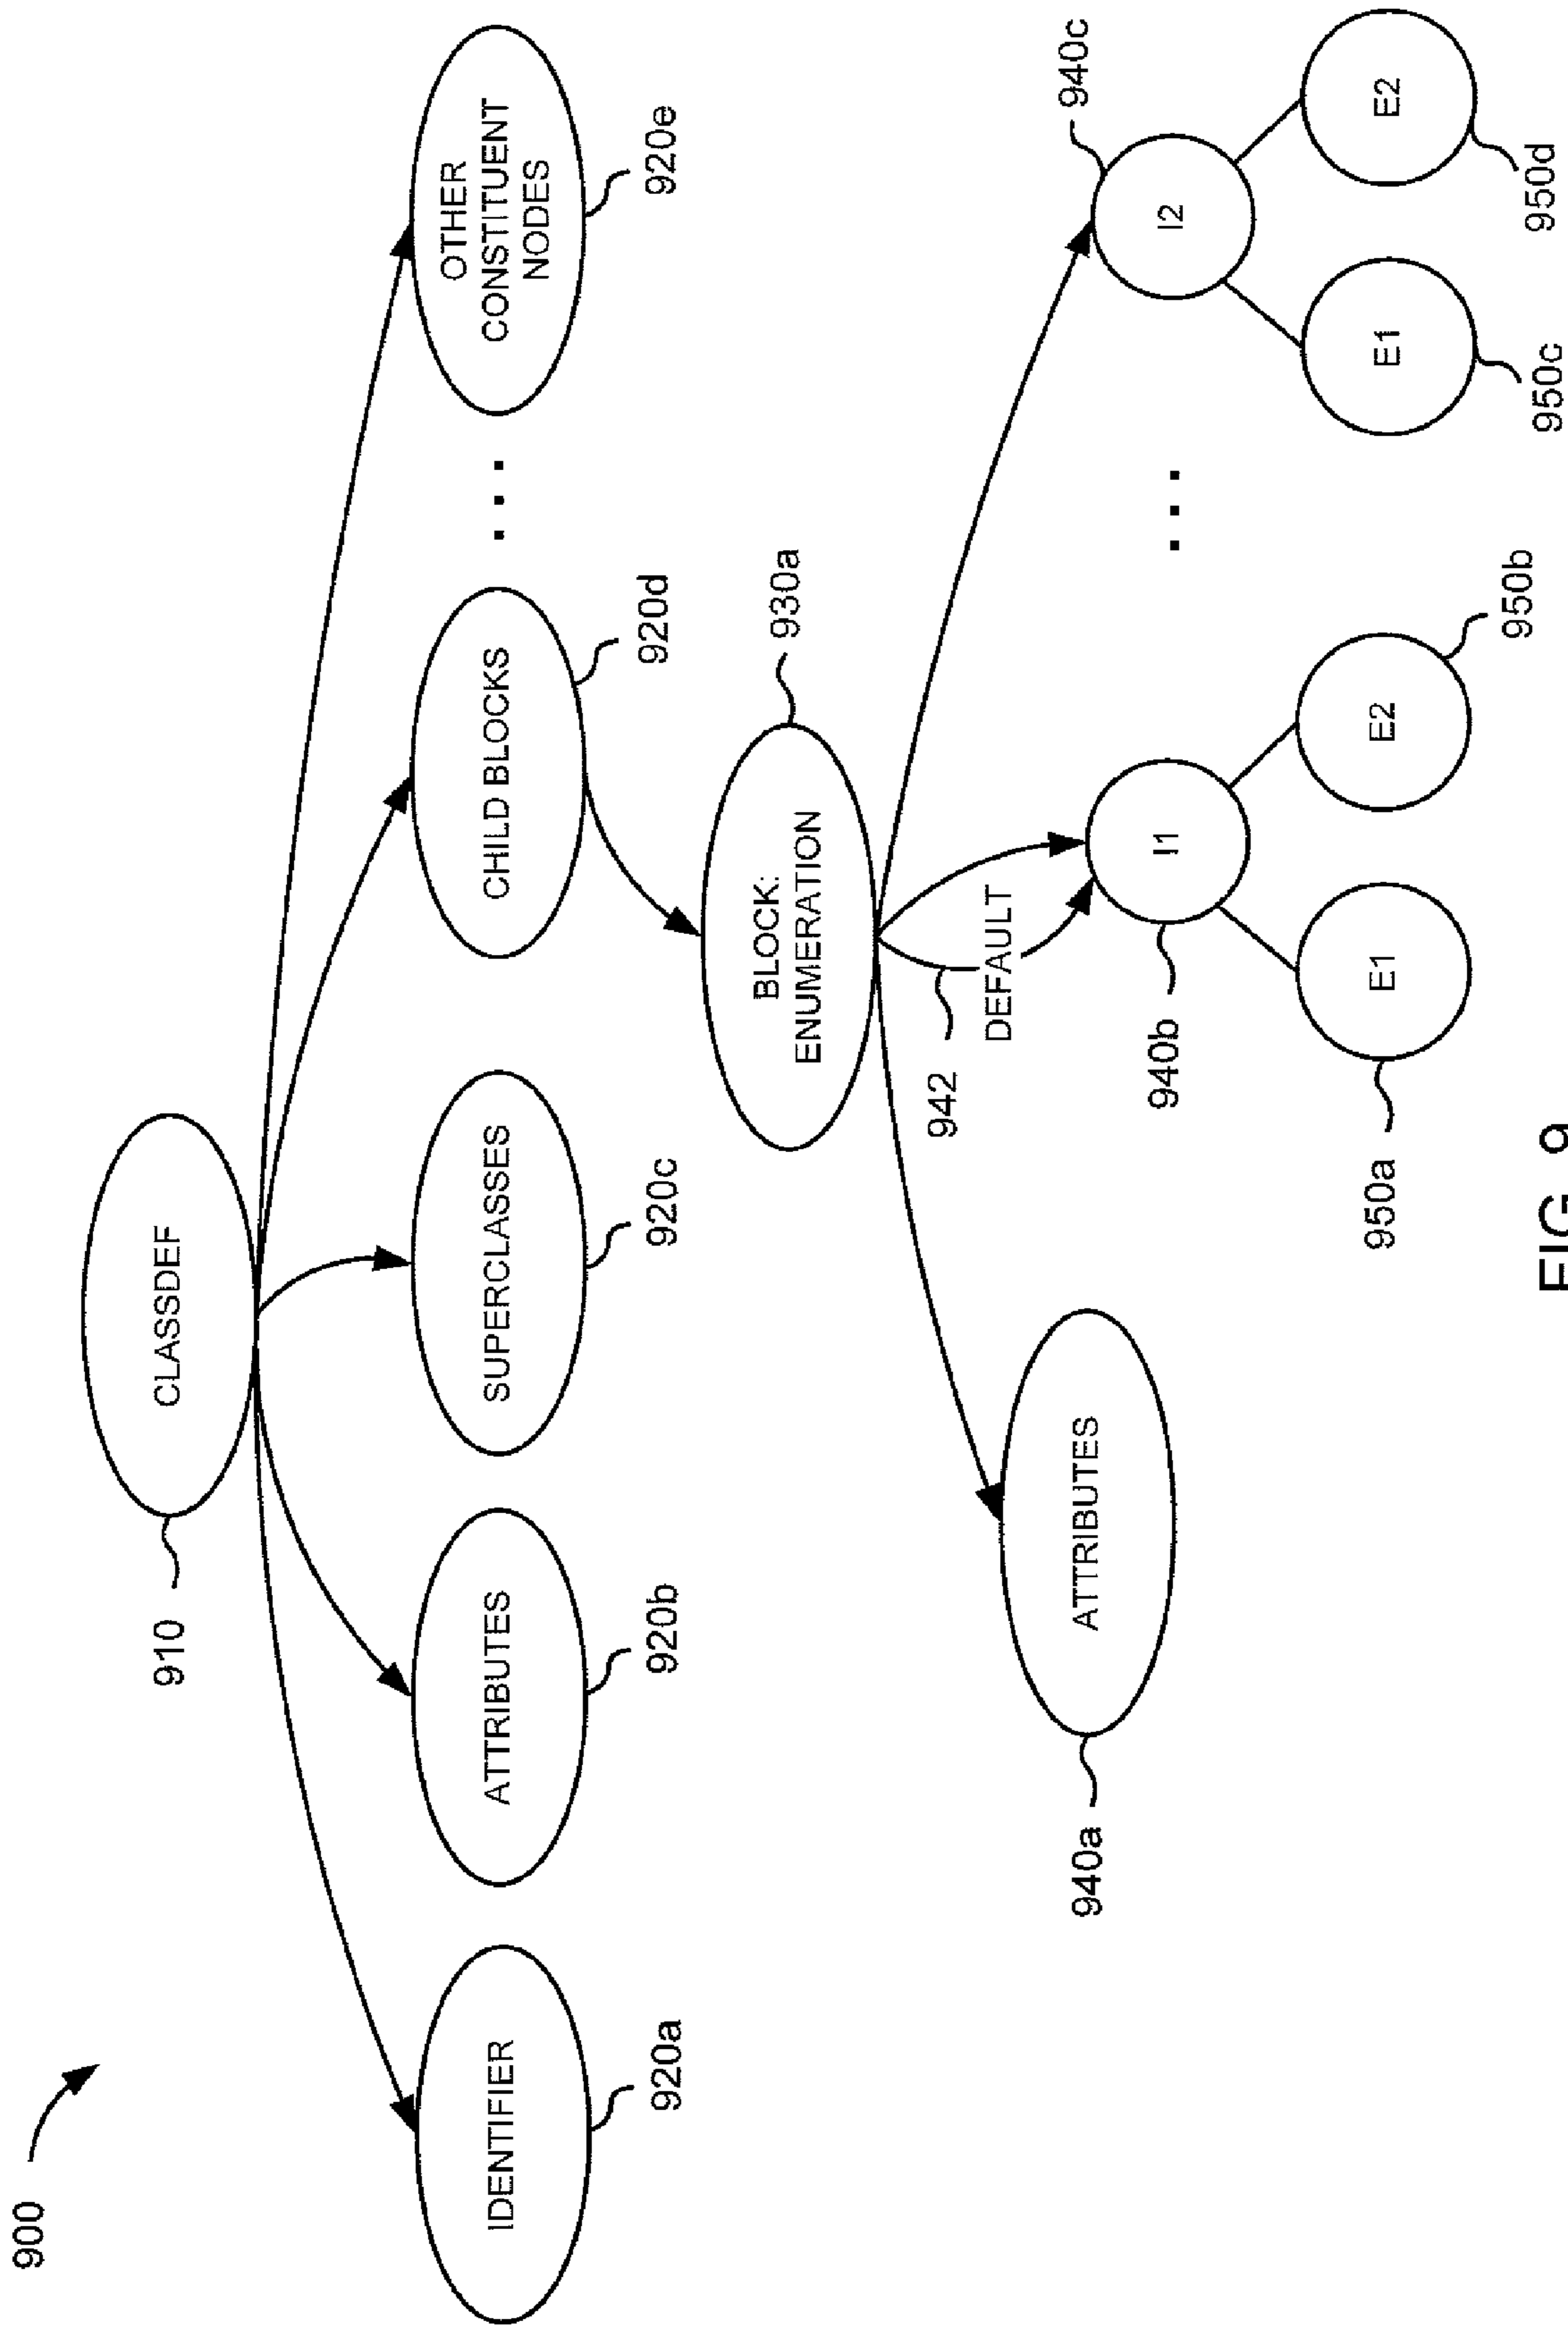 900
910
CLASSDEF
IDENTIFIER
ATTRIBUTES
SUPERCLASSES
CHILD BLOCKS
. . .
OTHER
CONSTITUENT
NODES
920a
920b
920c
920d
920e
BLOCK:
ENUMERATION
930a
942
DEFAULT
940a
ATTRIBUTES
940b
I1
. . .
I2
940c
950a
E1
E2
950b
E1
E2
950c
950d
FIG. 9